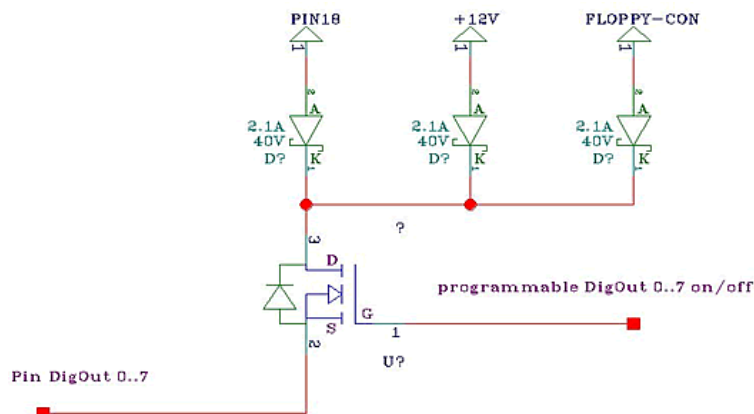 PIN18 +12V FLOPPY-CON
1 1 1
2 2 2
A A A
2.1A 2.1A 2.1A
40V 40V 40V
D? K D? K D? K
1 1 1
?
3
D
programmable DigOut 0..7 on/off
G
S 1
2
U?
Pin DigOut 0..7